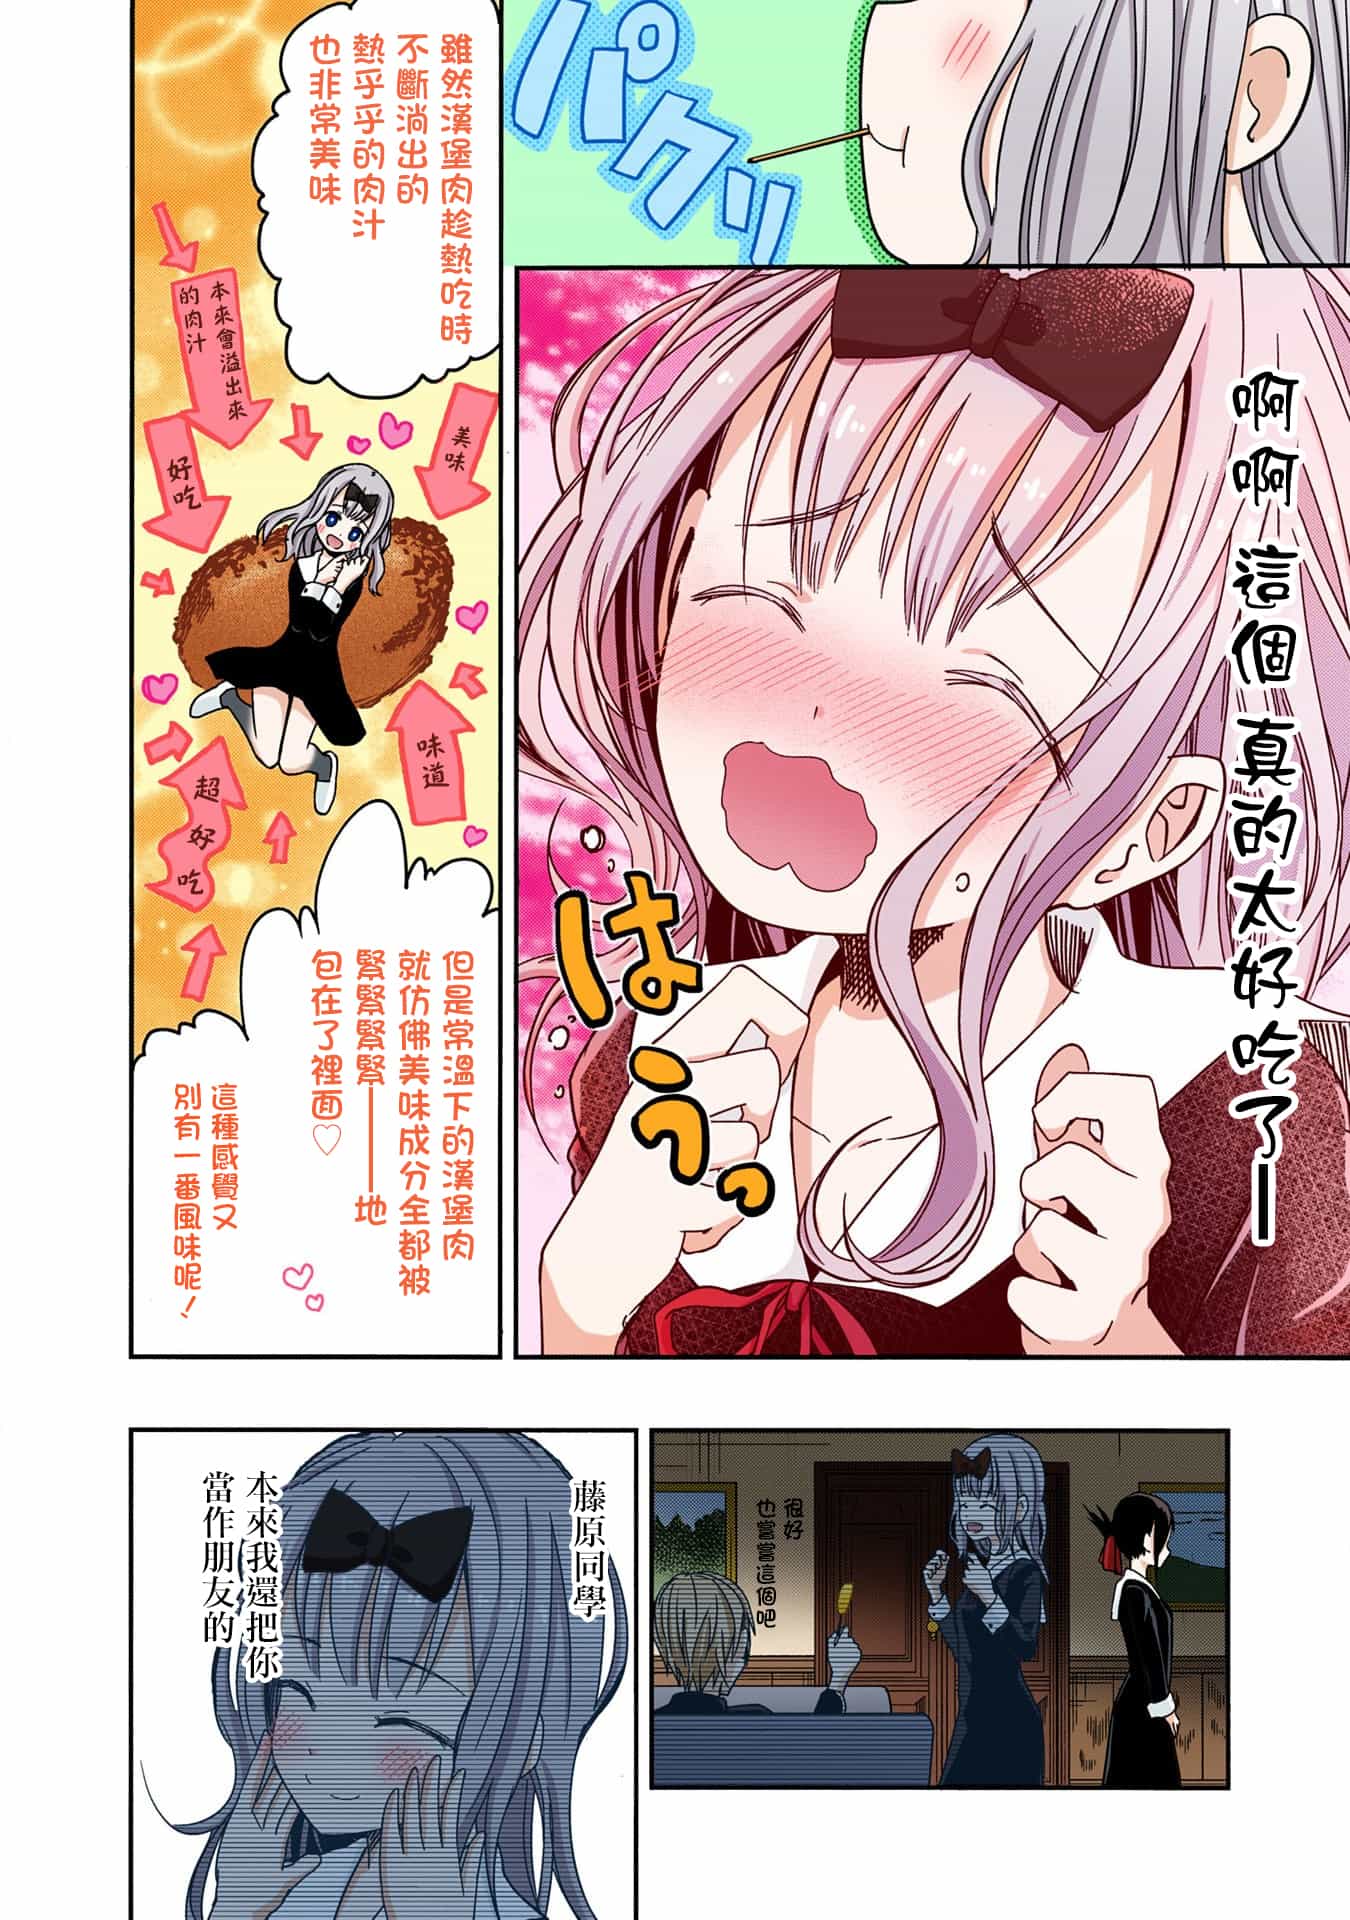 パクリ
啊啊 這個 真的太好吃了ー
はうっ
雖然漢堡肉趁熱吃時
不斷淌出的
熱乎乎的肉汁
也非常美味
本來會溢出來
的肉汁
美味
好吃
味道
超好吃
但是常溫下的漢堡肉
就仿佛美味成分全都被
緊緊緊緊——地
包在了裡面♡
這種感覺又
別有一番風味呢！
很好
也嘗嘗這個吧
藤原同學
本來我還把你
當作朋友的